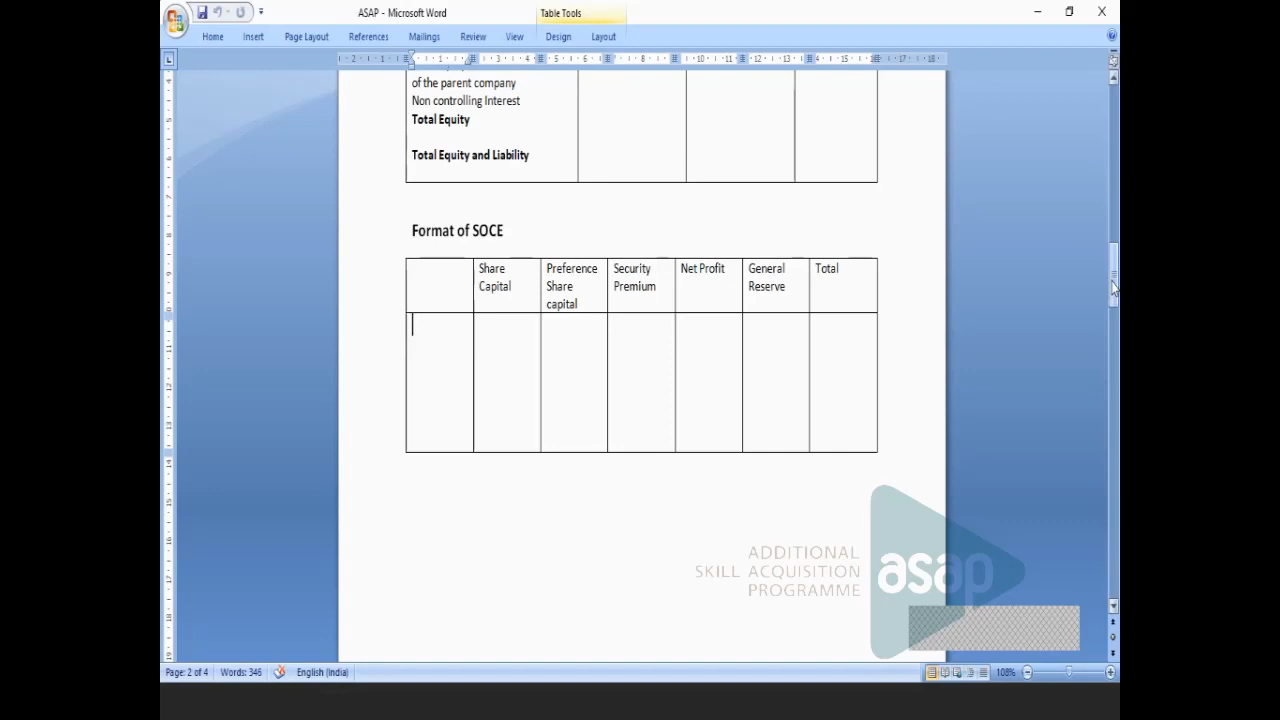 ASAP - Microsoft Word
Table Tools
Home Insert Page Layout References Mailings Review View Design Layout
of the parent company
Non controlling Interest
Total Equity
Total Equity and Liability
Format of SOCE
Share Capital
Preference Share capital
Security Premium
Net Profit
General Reserve
Total
ADDITIONAL
SKILL ACQUISITION
PROGRAMME
asap
Page: 2 of 4 Words: 346 English (India) 108%